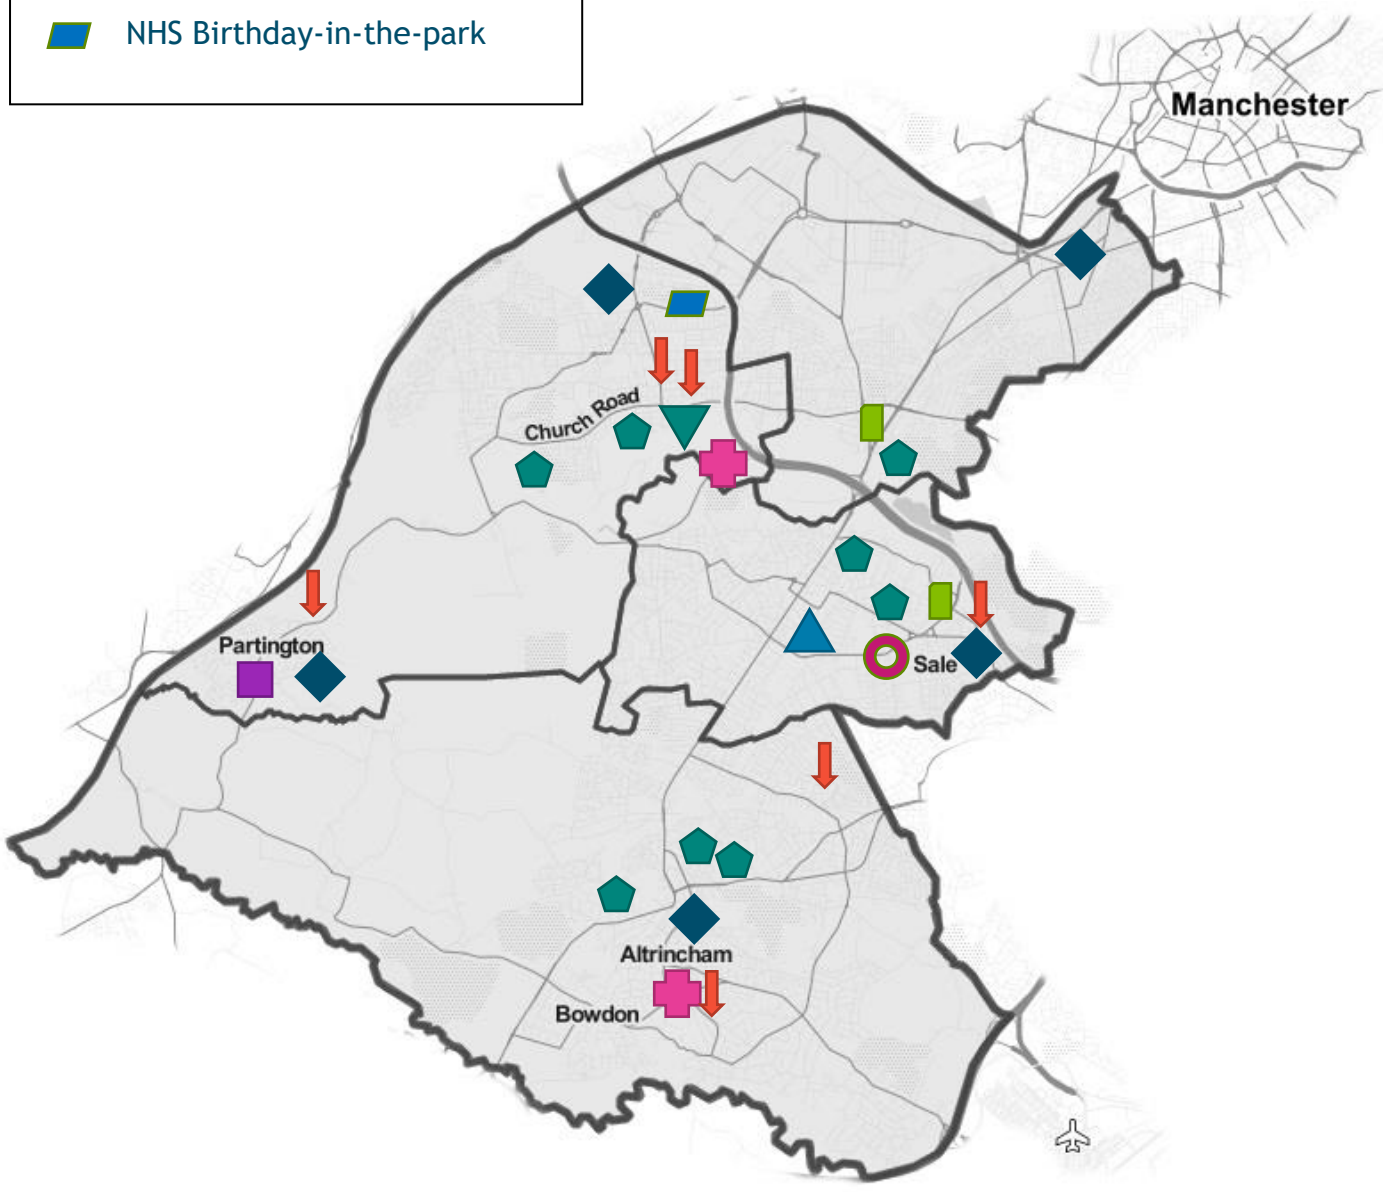 NHS Birthday-in-the-park
Manchester
Church Road
Partington
Sale
Altrincham
Bowdon